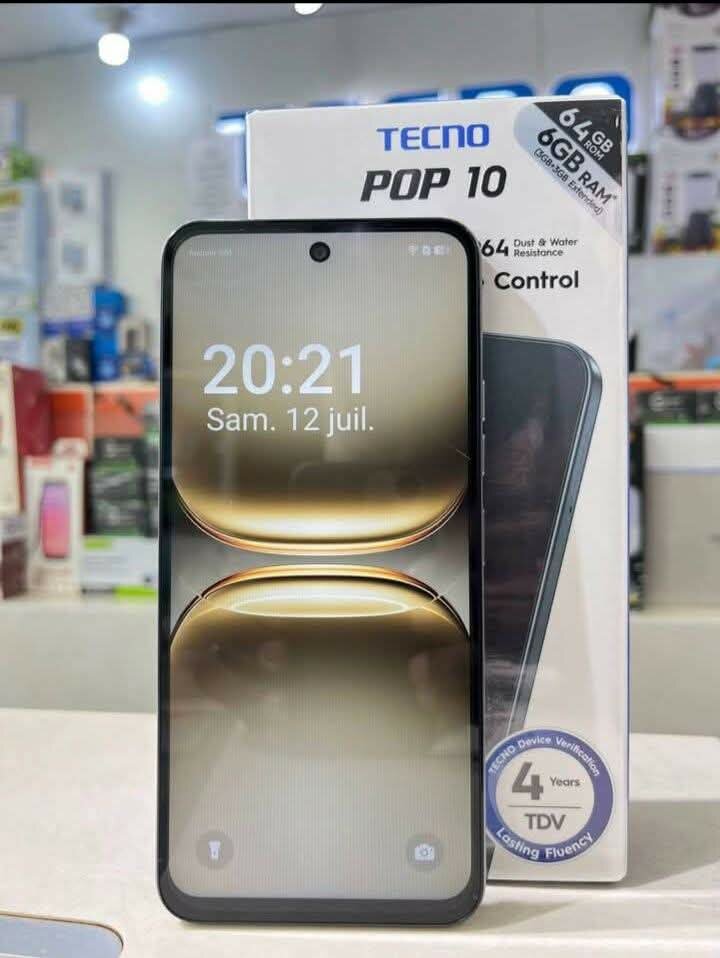 TECNO
POP 10
64GB
ROM
6GB RAM*
(3GB+3GB Extended)
64 Dust & Water
Resistance
Control
20:21
Sam. 12 juil.
TECNO Device Verification
4 Years
TDV
Lasting Fluency